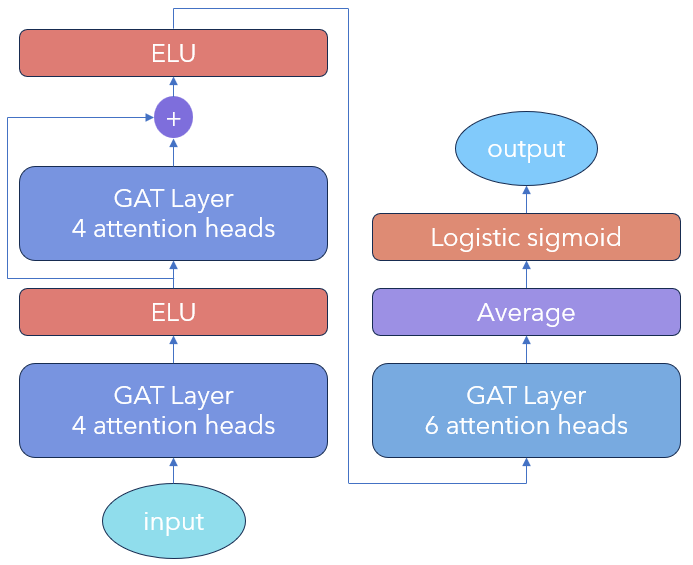 ELU
+
GAT Layer
4 attention heads
ELU
GAT Layer
4 attention heads
input
output
Logistic sigmoid
Average
GAT Layer
6 attention heads